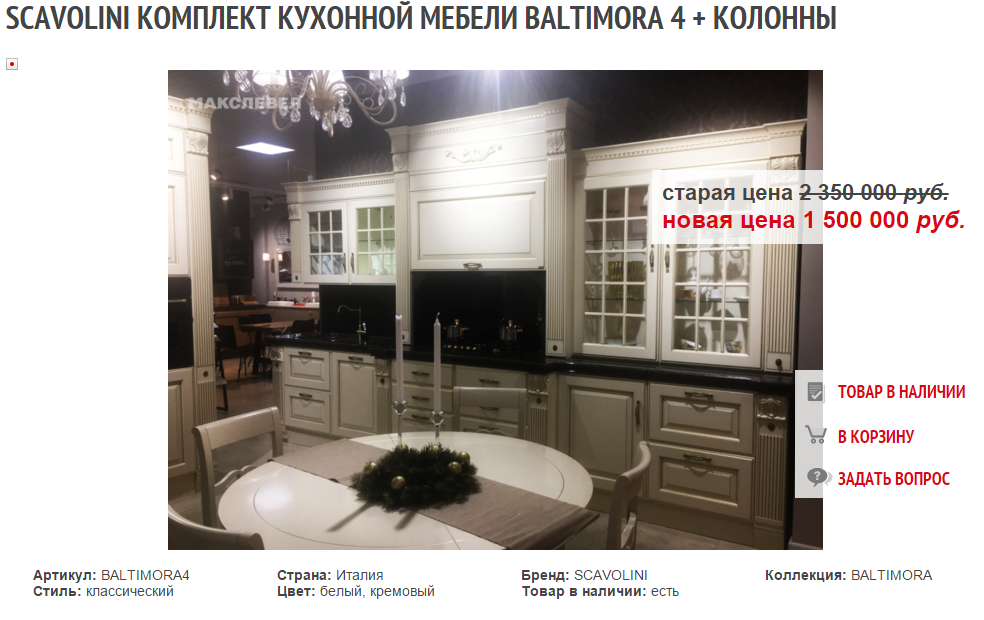 SCAVOLINI КОМПЛЕКТ КУХОННОЙ МЕБЕЛИ BALTIMORA 4 + КОЛОННЫ
МАКСЛЕВЕЛ
старая цена 2 350 000 руб.
новая цена 1 500 000 руб.
ТОВАР В НАЛИЧИИ
В КОРЗИНУ
ЗАДАТЬ ВОПРОС
Артикул: BALTIMORA4 Страна: Италия Бренд: SCAVOLINI Коллекция: BALTIMORA
Стиль: классический Цвет: белый, кремовый Товар в наличии: есть